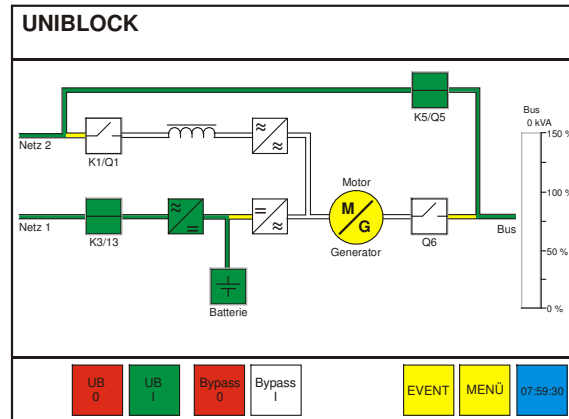 UNIBLOCK
K5/Q5
Bus
0 kVA
150 %
100 %
50 %
0 %
Netz 2
K1/Q1
Motor
M
G
Generator
Netz 1
K3/13
Q6
Bus
Batterie
UB
0
UB
I
Bypass
0
Bypass
I
EVENT
MENÜ
07:59:30